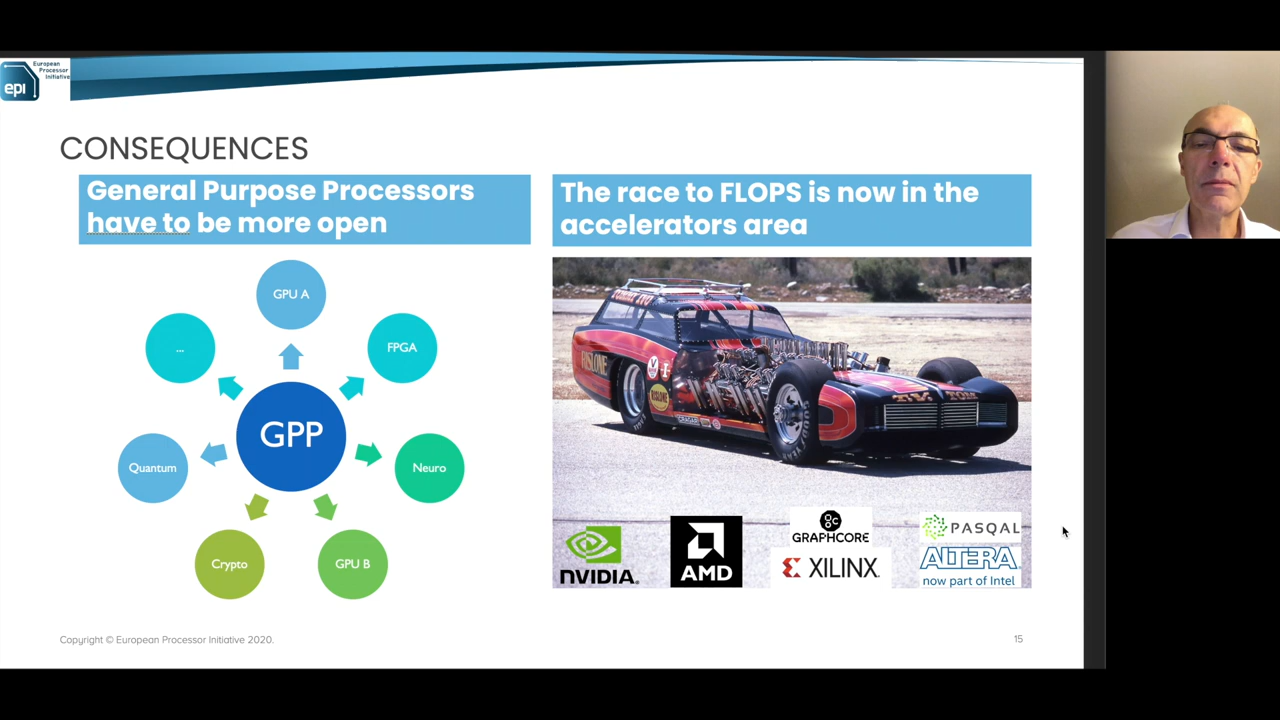 European
Processor
Initiative
epi
CONSEQUENCES
General Purpose Processors
have to be more open
The race to FLOPS is now in the
accelerators area
GPU A
...
FPGA
GPP
Quantum
Neuro
Crypto
GPU B
RISLONE
T.V. TOMM
NVIDIA.
AMD
GRAPHCORE
XILINX.
PASQAL
ALTERA
now part of Intel
Copyright © European Processor Initiative 2020.
15